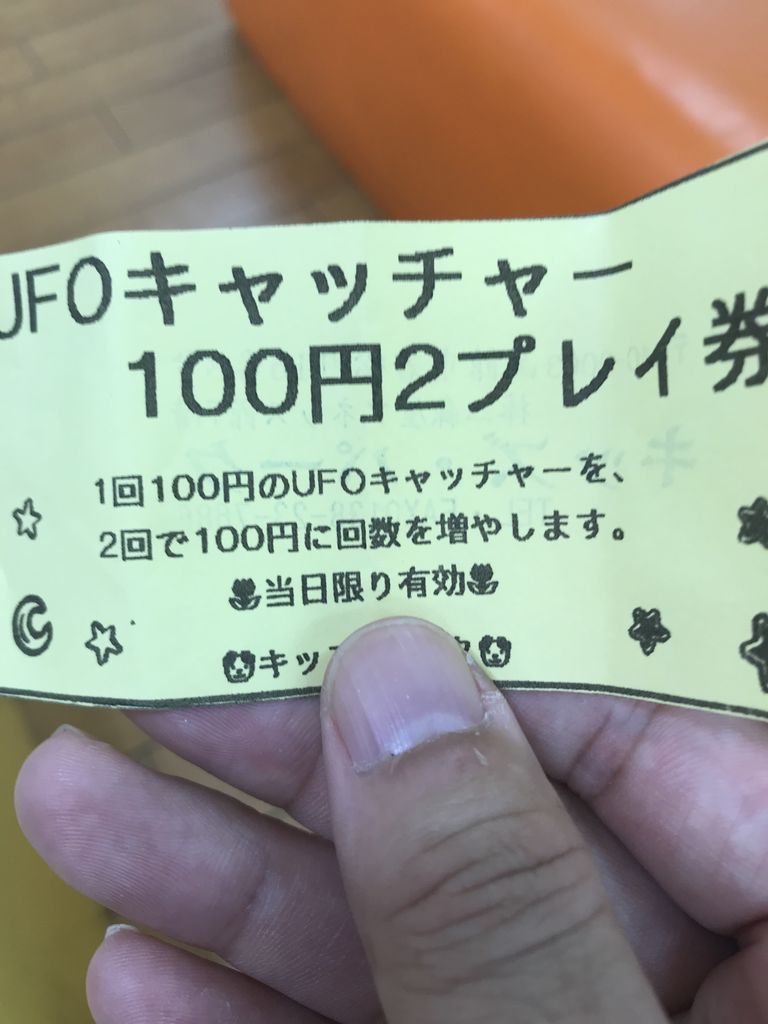 UFOキャッチャー
100円2プレイ券
1回100円のUFOキャッチャーを、
2回で100円に回数を増やします。
当日限り有効
キッ